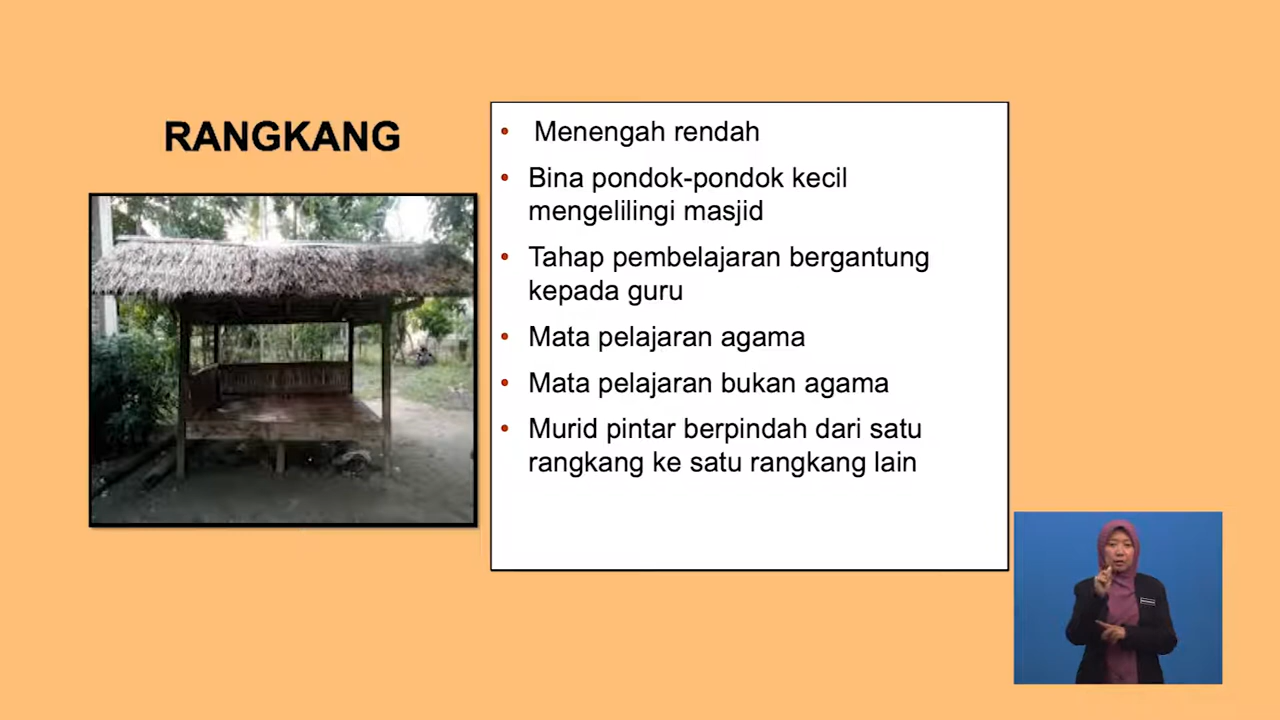 RANGKANG
Menengah rendah
Bina pondok-pondok kecil
mengelilingi masjid
Tahap pembelajaran bergantung
kepada guru
Mata pelajaran agama
Mata pelajaran bukan agama
Murid pintar berpindah dari satu
rangkang ke satu rangkang lain